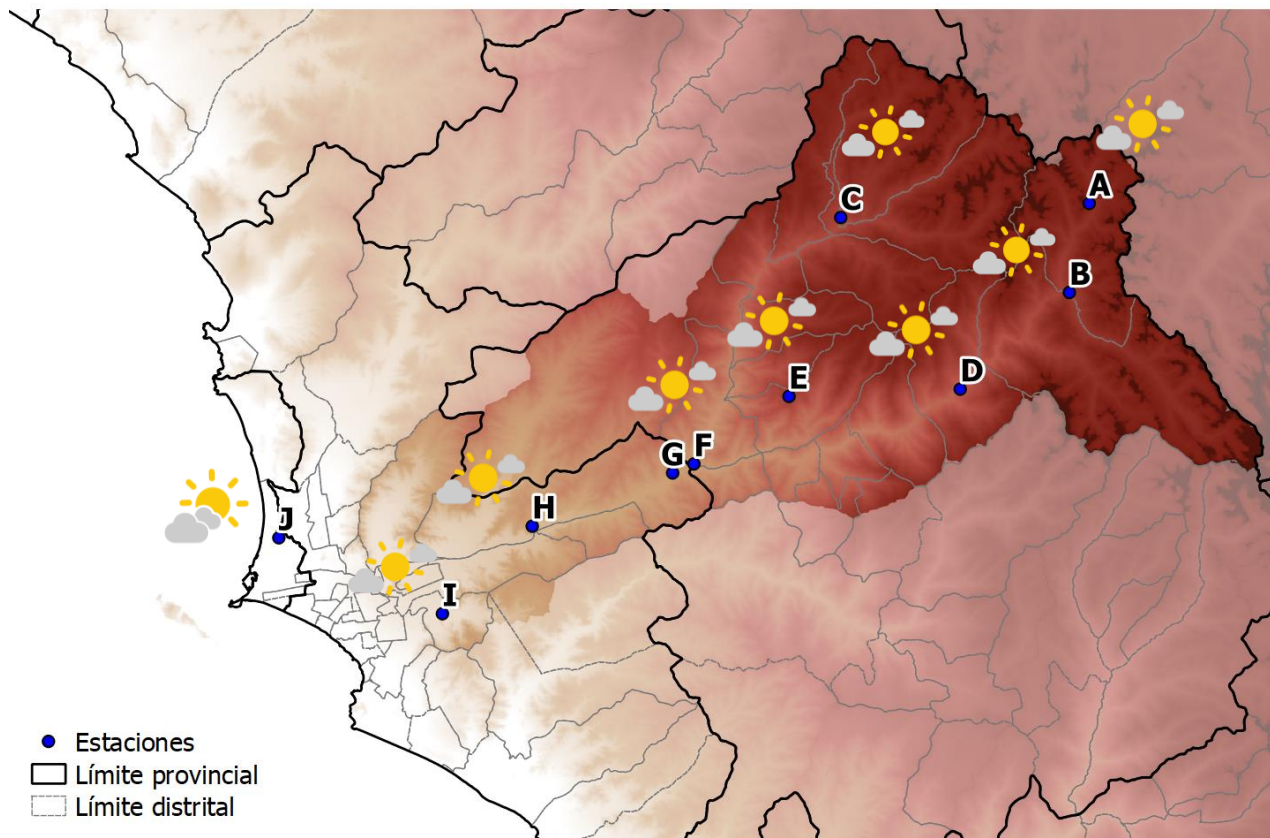 A
C
B
E
D
F
G
H
J
I
Estaciones
Límite provincial
Límite distrital